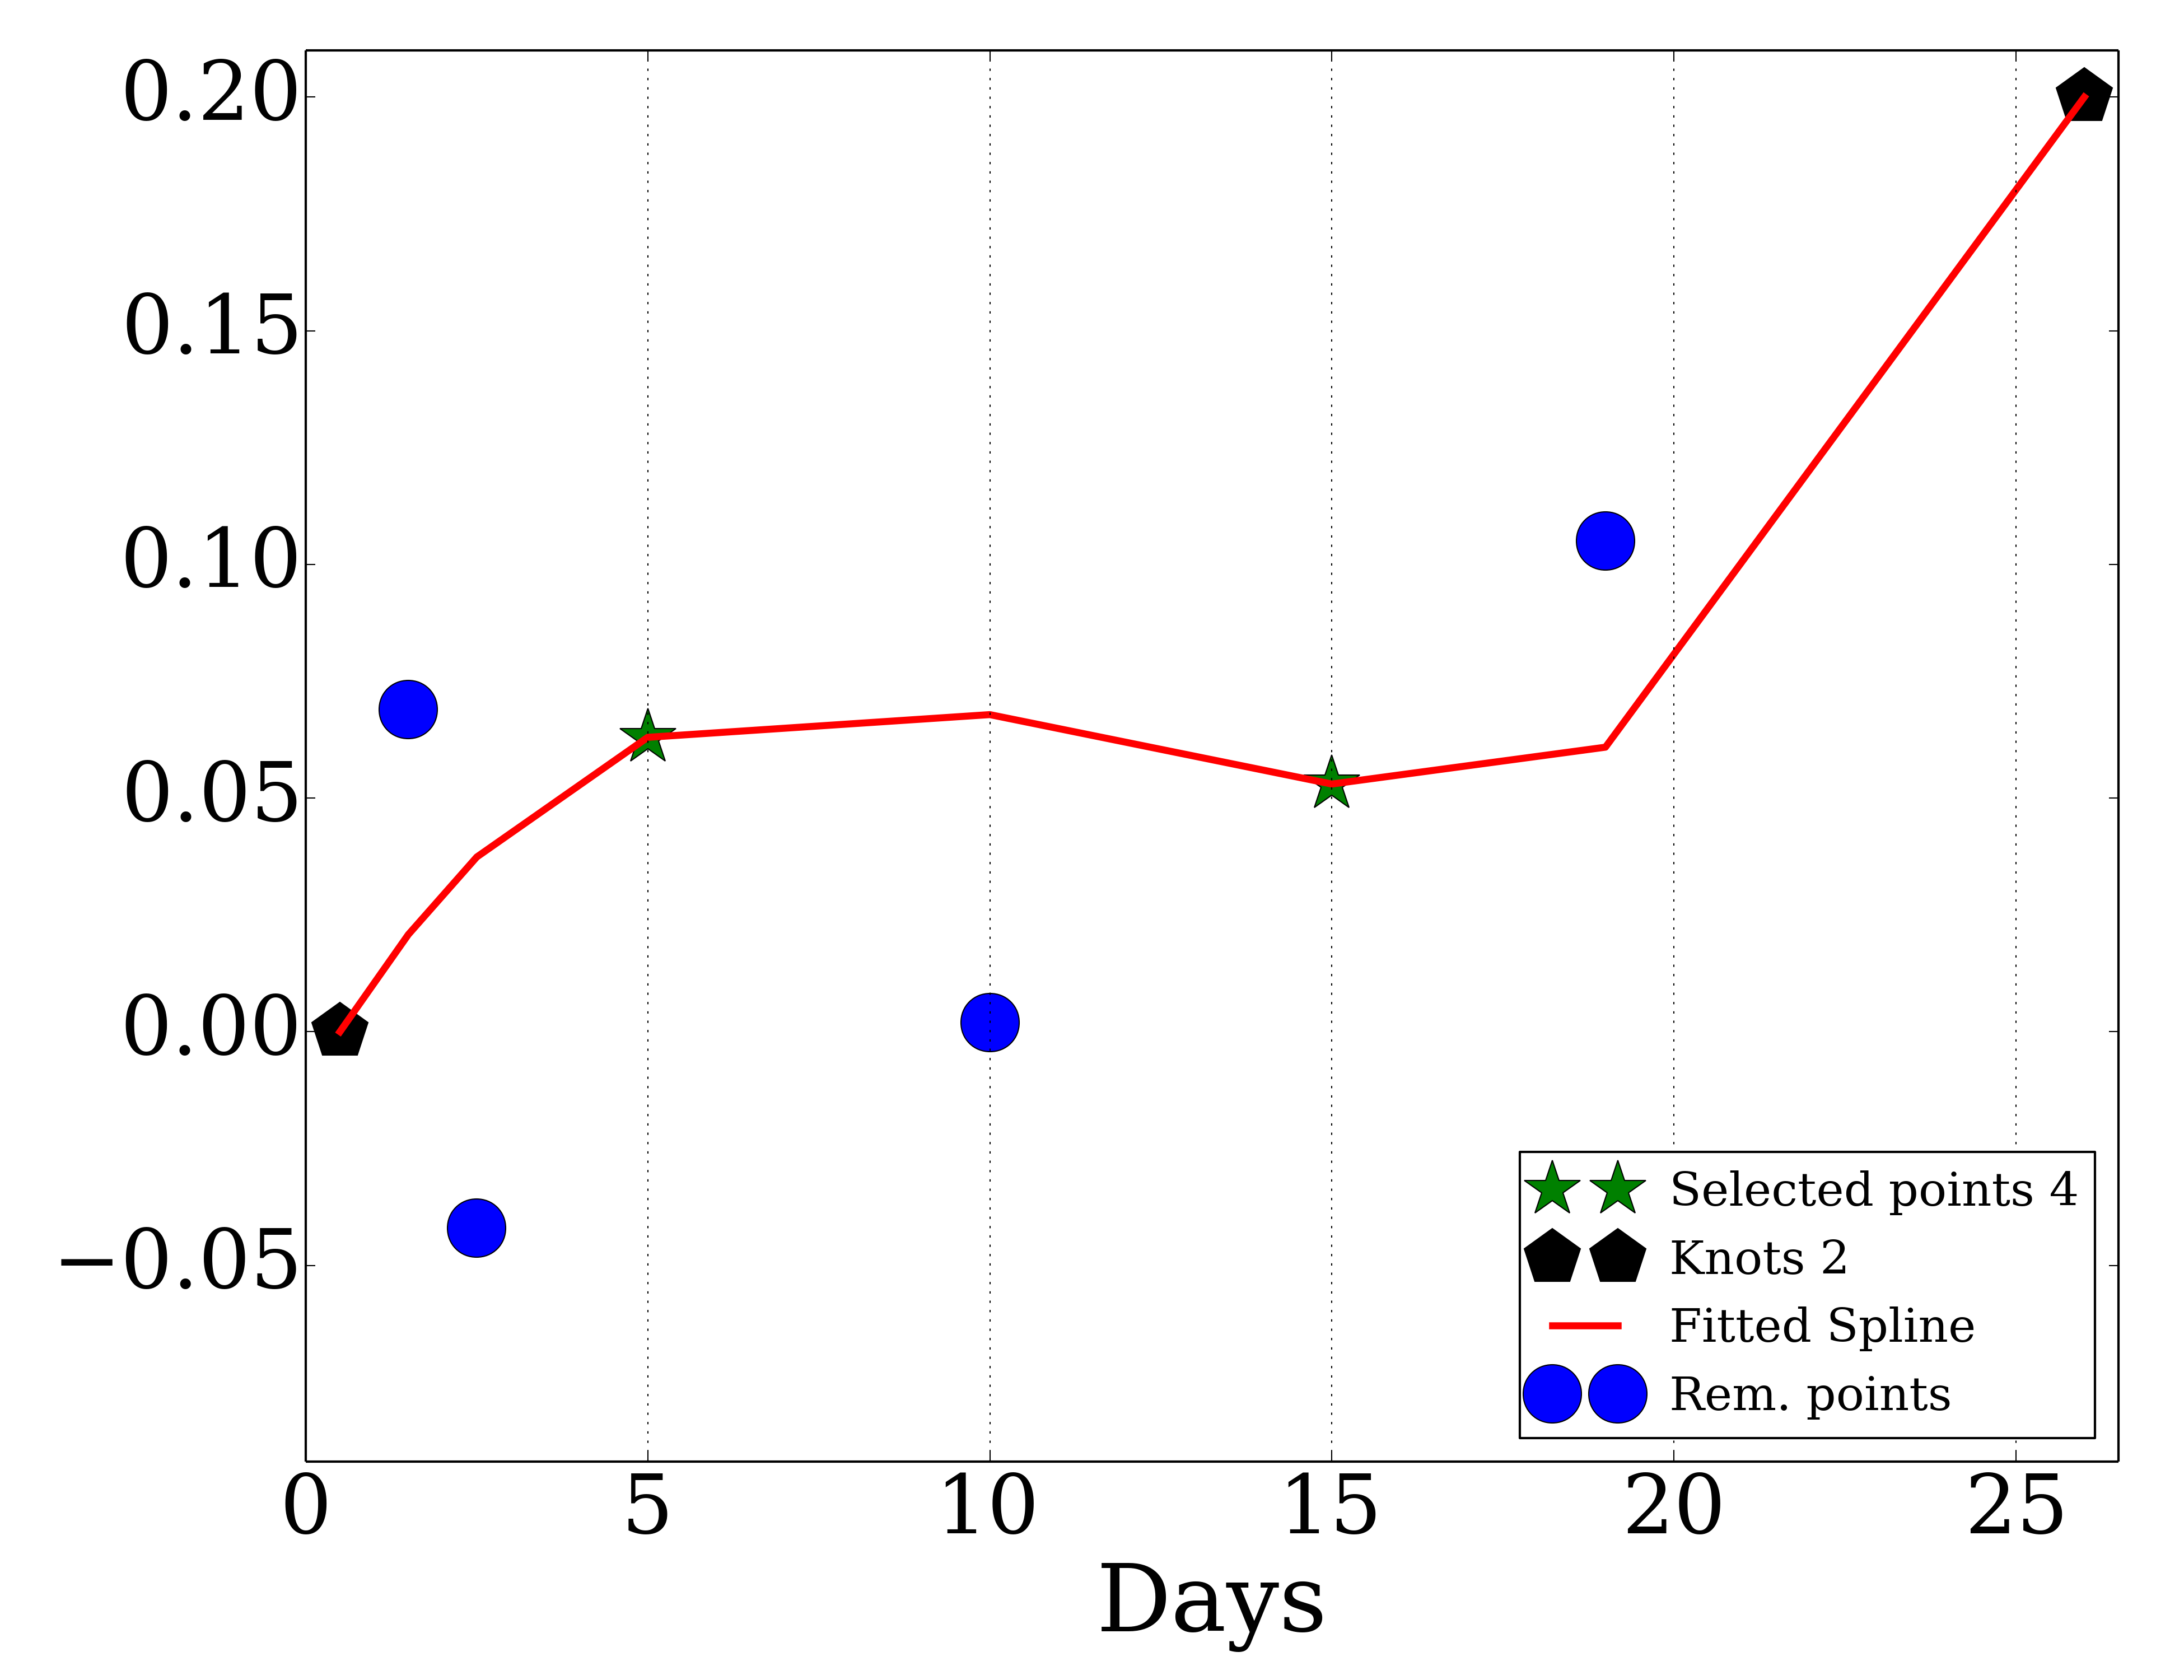 0.20
0.15
0.10
0.05
0.00
−0.05
0 5 10 15 20 25
Days
Selected points 4
Knots 2
Fitted Spline
Rem. points